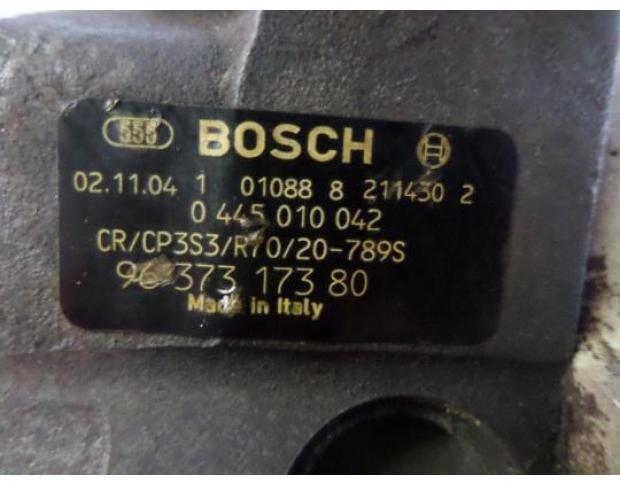 555 BOSCH
02.11.04 1 01088 8 211430 2
0 445 010 042
CR/CP3S3/R70/20-789S
96 373 173 80
Made in Italy